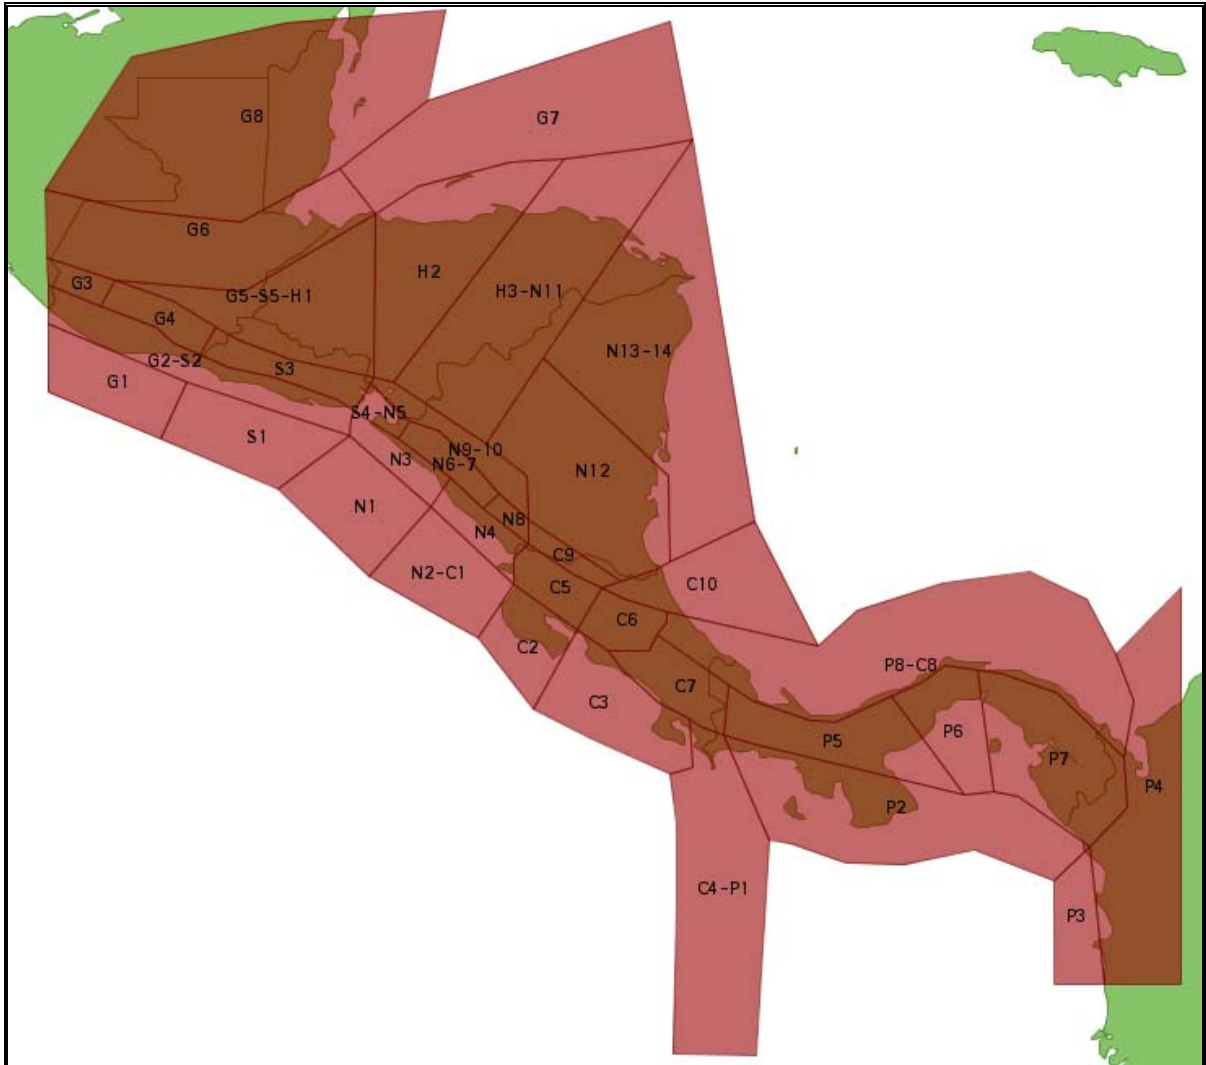 G8
G7
G6
H2
G3
G5-S5-H1
H3-N11
G4
N13-14
G2-S2
S3
G1
S4-N5
S1
N9-10
N3
N6-7
N12
N1
N8
N4
C9
N2-C1
C5
C10
C6
C2
P8-C8
C7
C3
P6
P5
P7
P4
P2
C4-P1
P3